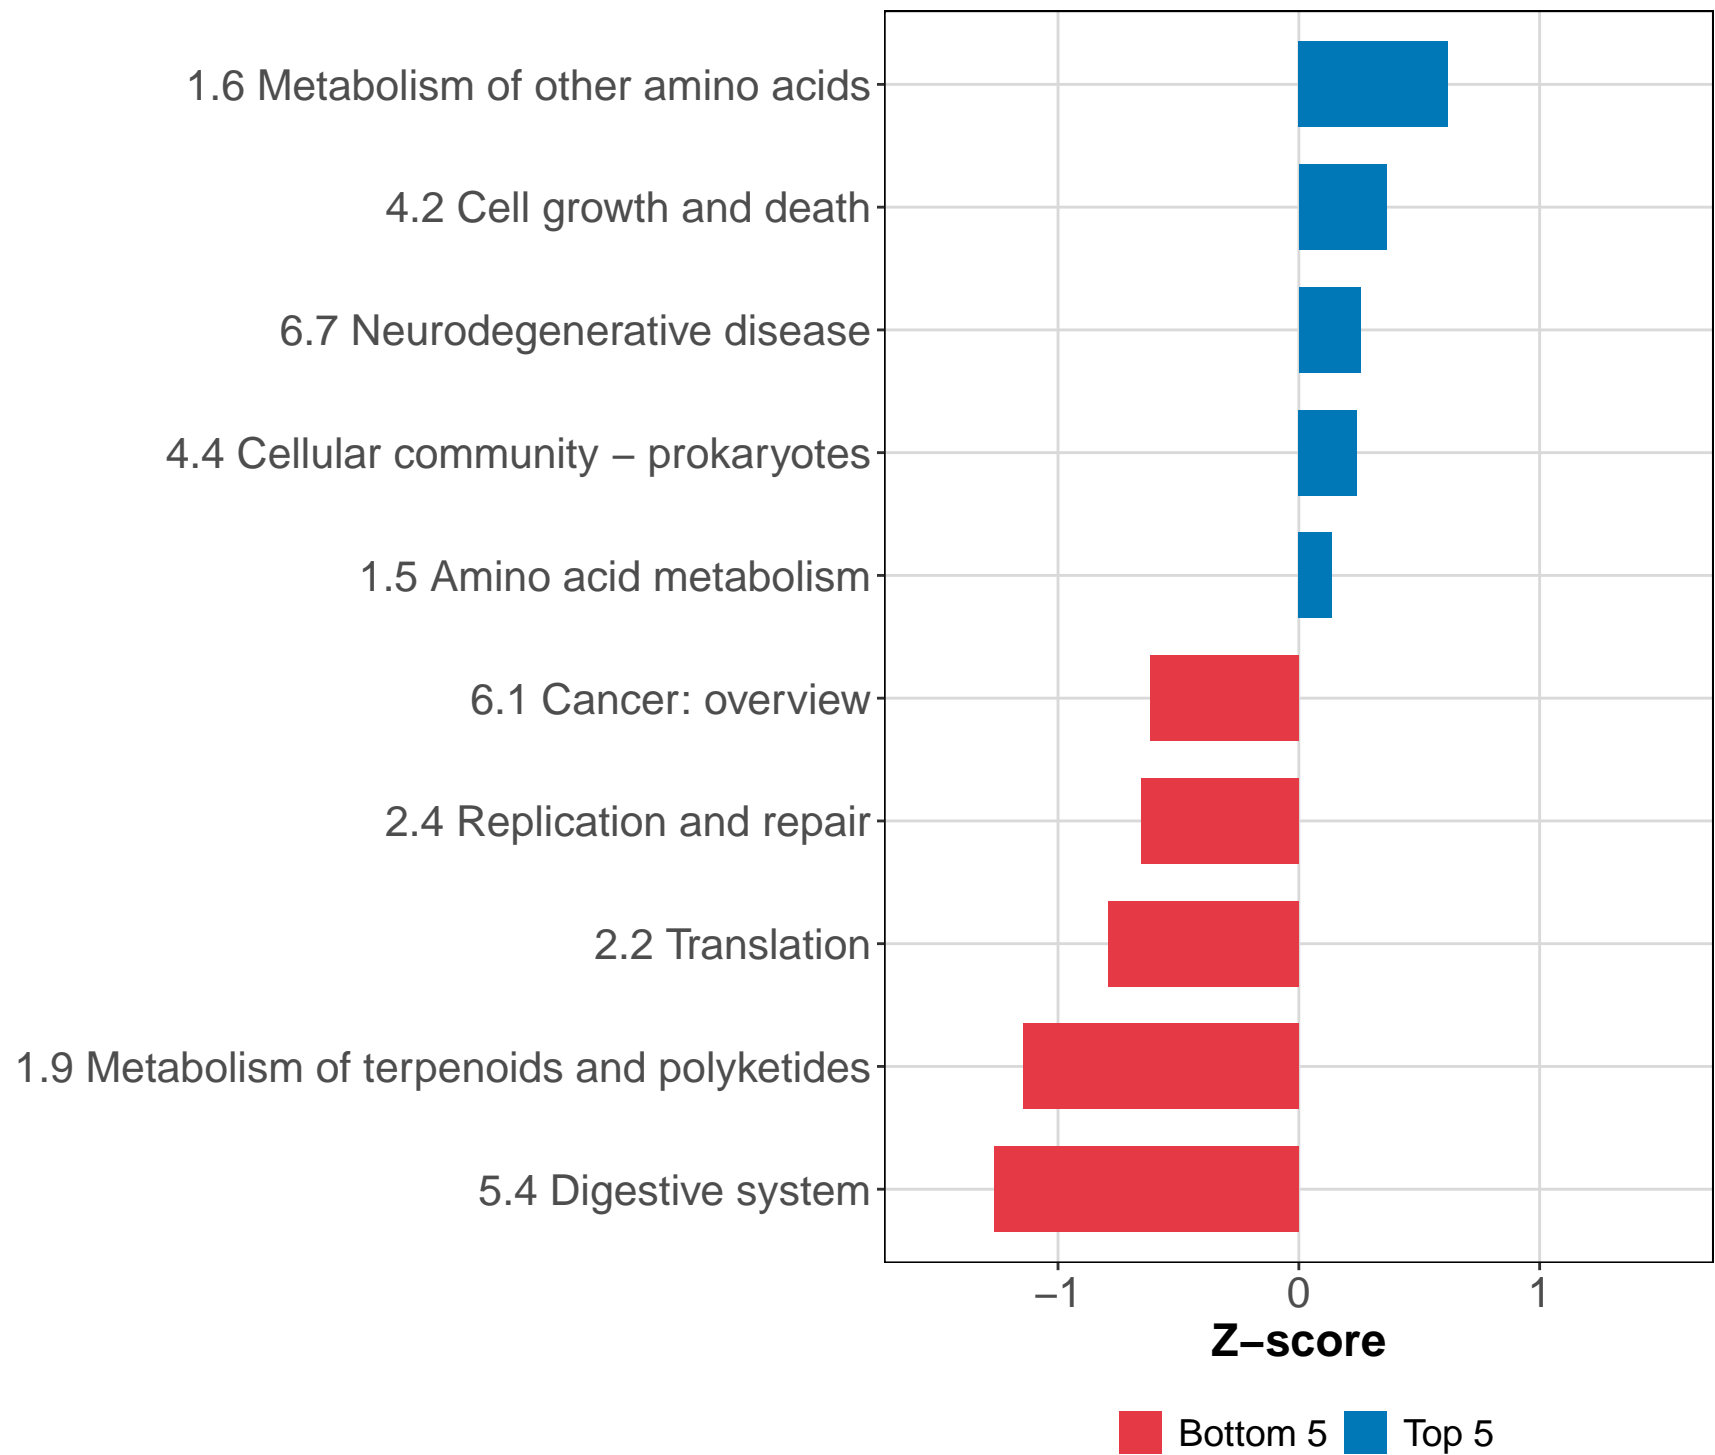 1.6 Metabolism of other amino acids
4.2 Cell growth and death
6.7 Neurodegenerative disease
4.4 Cellular community − prokaryotes
1.5 Amino acid metabolism
6.1 Cancer: overview
2.4 Replication and repair
2.2 Translation
1.9 Metabolism of terpenoids and polyketides
5.4 Digestive system
−1 0 1
Z−score
Bottom 5 Top 5